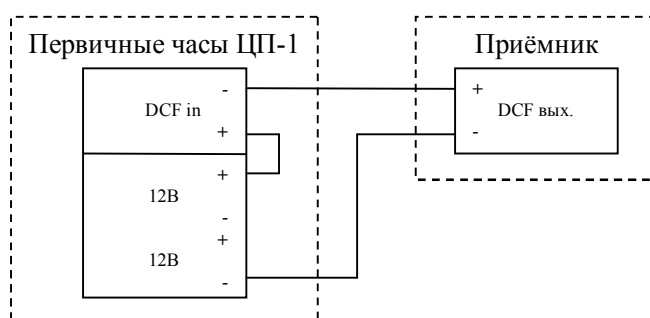 Первичные часы ЦП-1
Приёмник
-
DCF in
+
+
12В
-
+
12В
-
+
DCF вых.
-